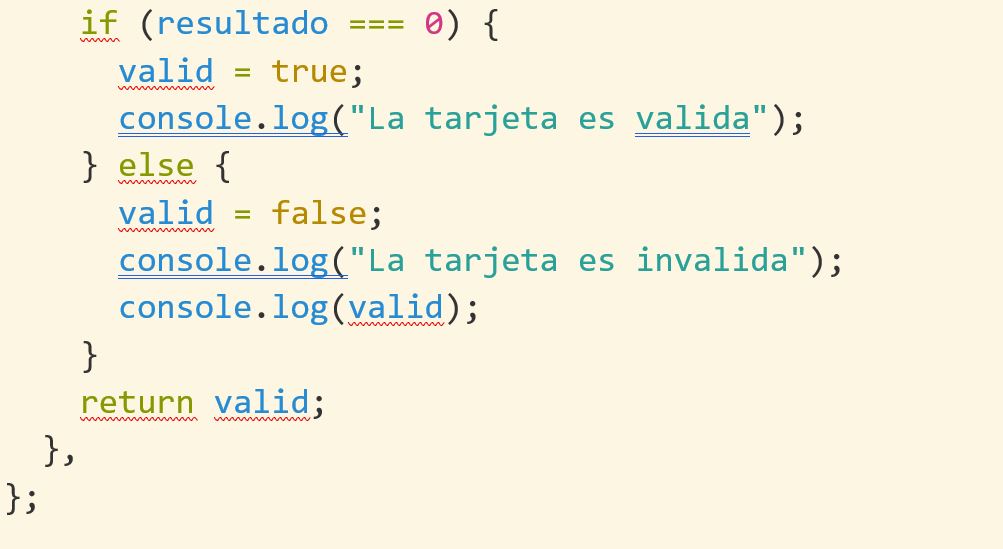 if (resultado === 0) {
valid = true;
console.log("La tarjeta es valida");
} else {
valid = false;
console.log("La tarjeta es invalida");
console.log(valid);
}
return valid;
},
};